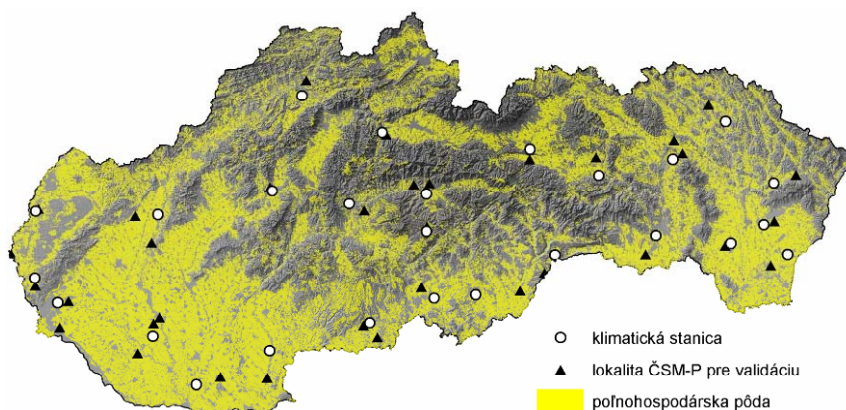 klimatická stanica
lokalita ČSM-P pre validáciu
poľnohospodárska pôda